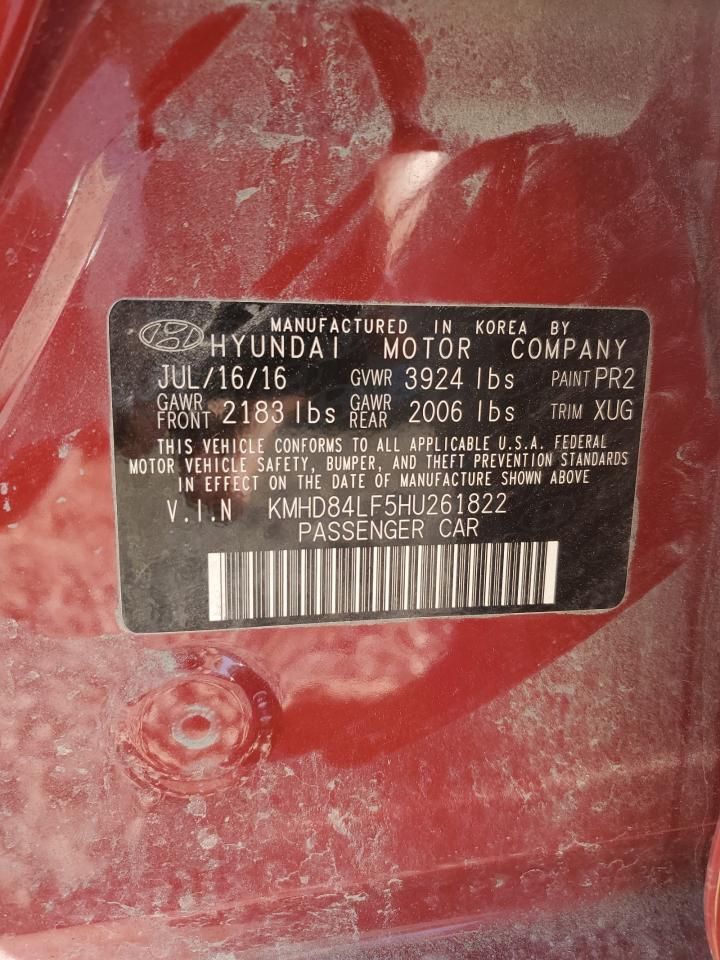 MANUFACTURED IN KOREA BY
HYUNDAI MOTOR COMPANY
JUL/16/16 GVWR 3924 lbs PAINT PR2
GAWR FRONT 2183 lbs GAWR REAR 2006 lbs TRIM XUG
THIS VEHICLE CONFORMS TO ALL APPLICABLE U.S.A. FEDERAL
MOTOR VEHICLE SAFETY, BUMPER, AND THEFT PREVENTION STANDARDS
IN EFFECT ON THE DATE OF MANUFACTURE SHOWN ABOVE
V.I.N KMHD84LF5HU261822
PASSENGER CAR